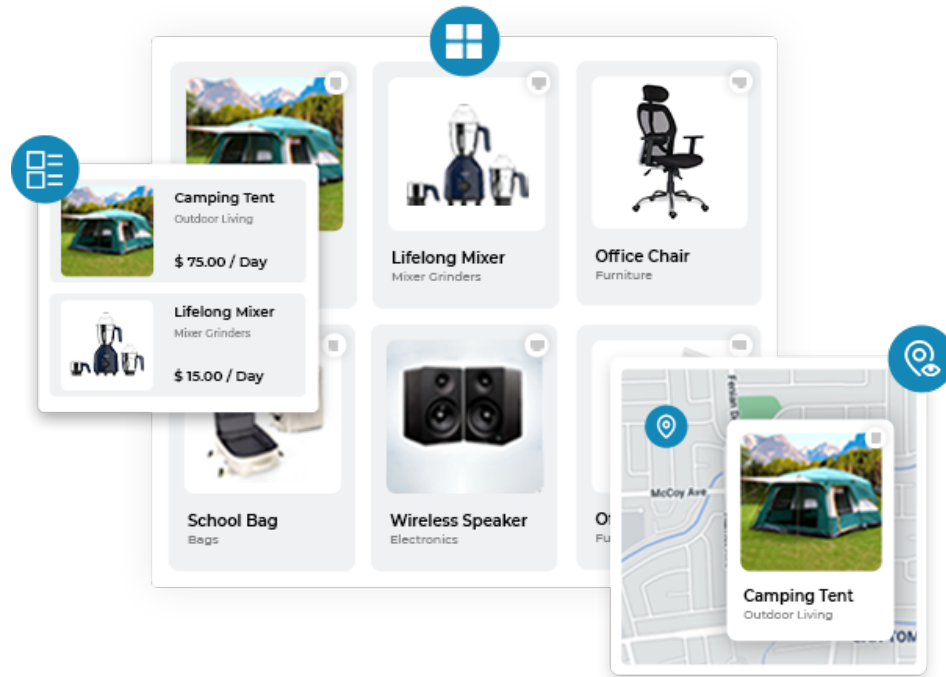 Camping Tent
Outdoor Living
$ 75.00 / Day
Lifelong Mixer
Mixer Grinders
$ 15.00 / Day
Lifelong Mixer
Mixer Grinders
Office Chair
Furniture
School Bag
Bags
Wireless Speaker
Electronics
McCoy Ave
Camping Tent
Outdoor Living